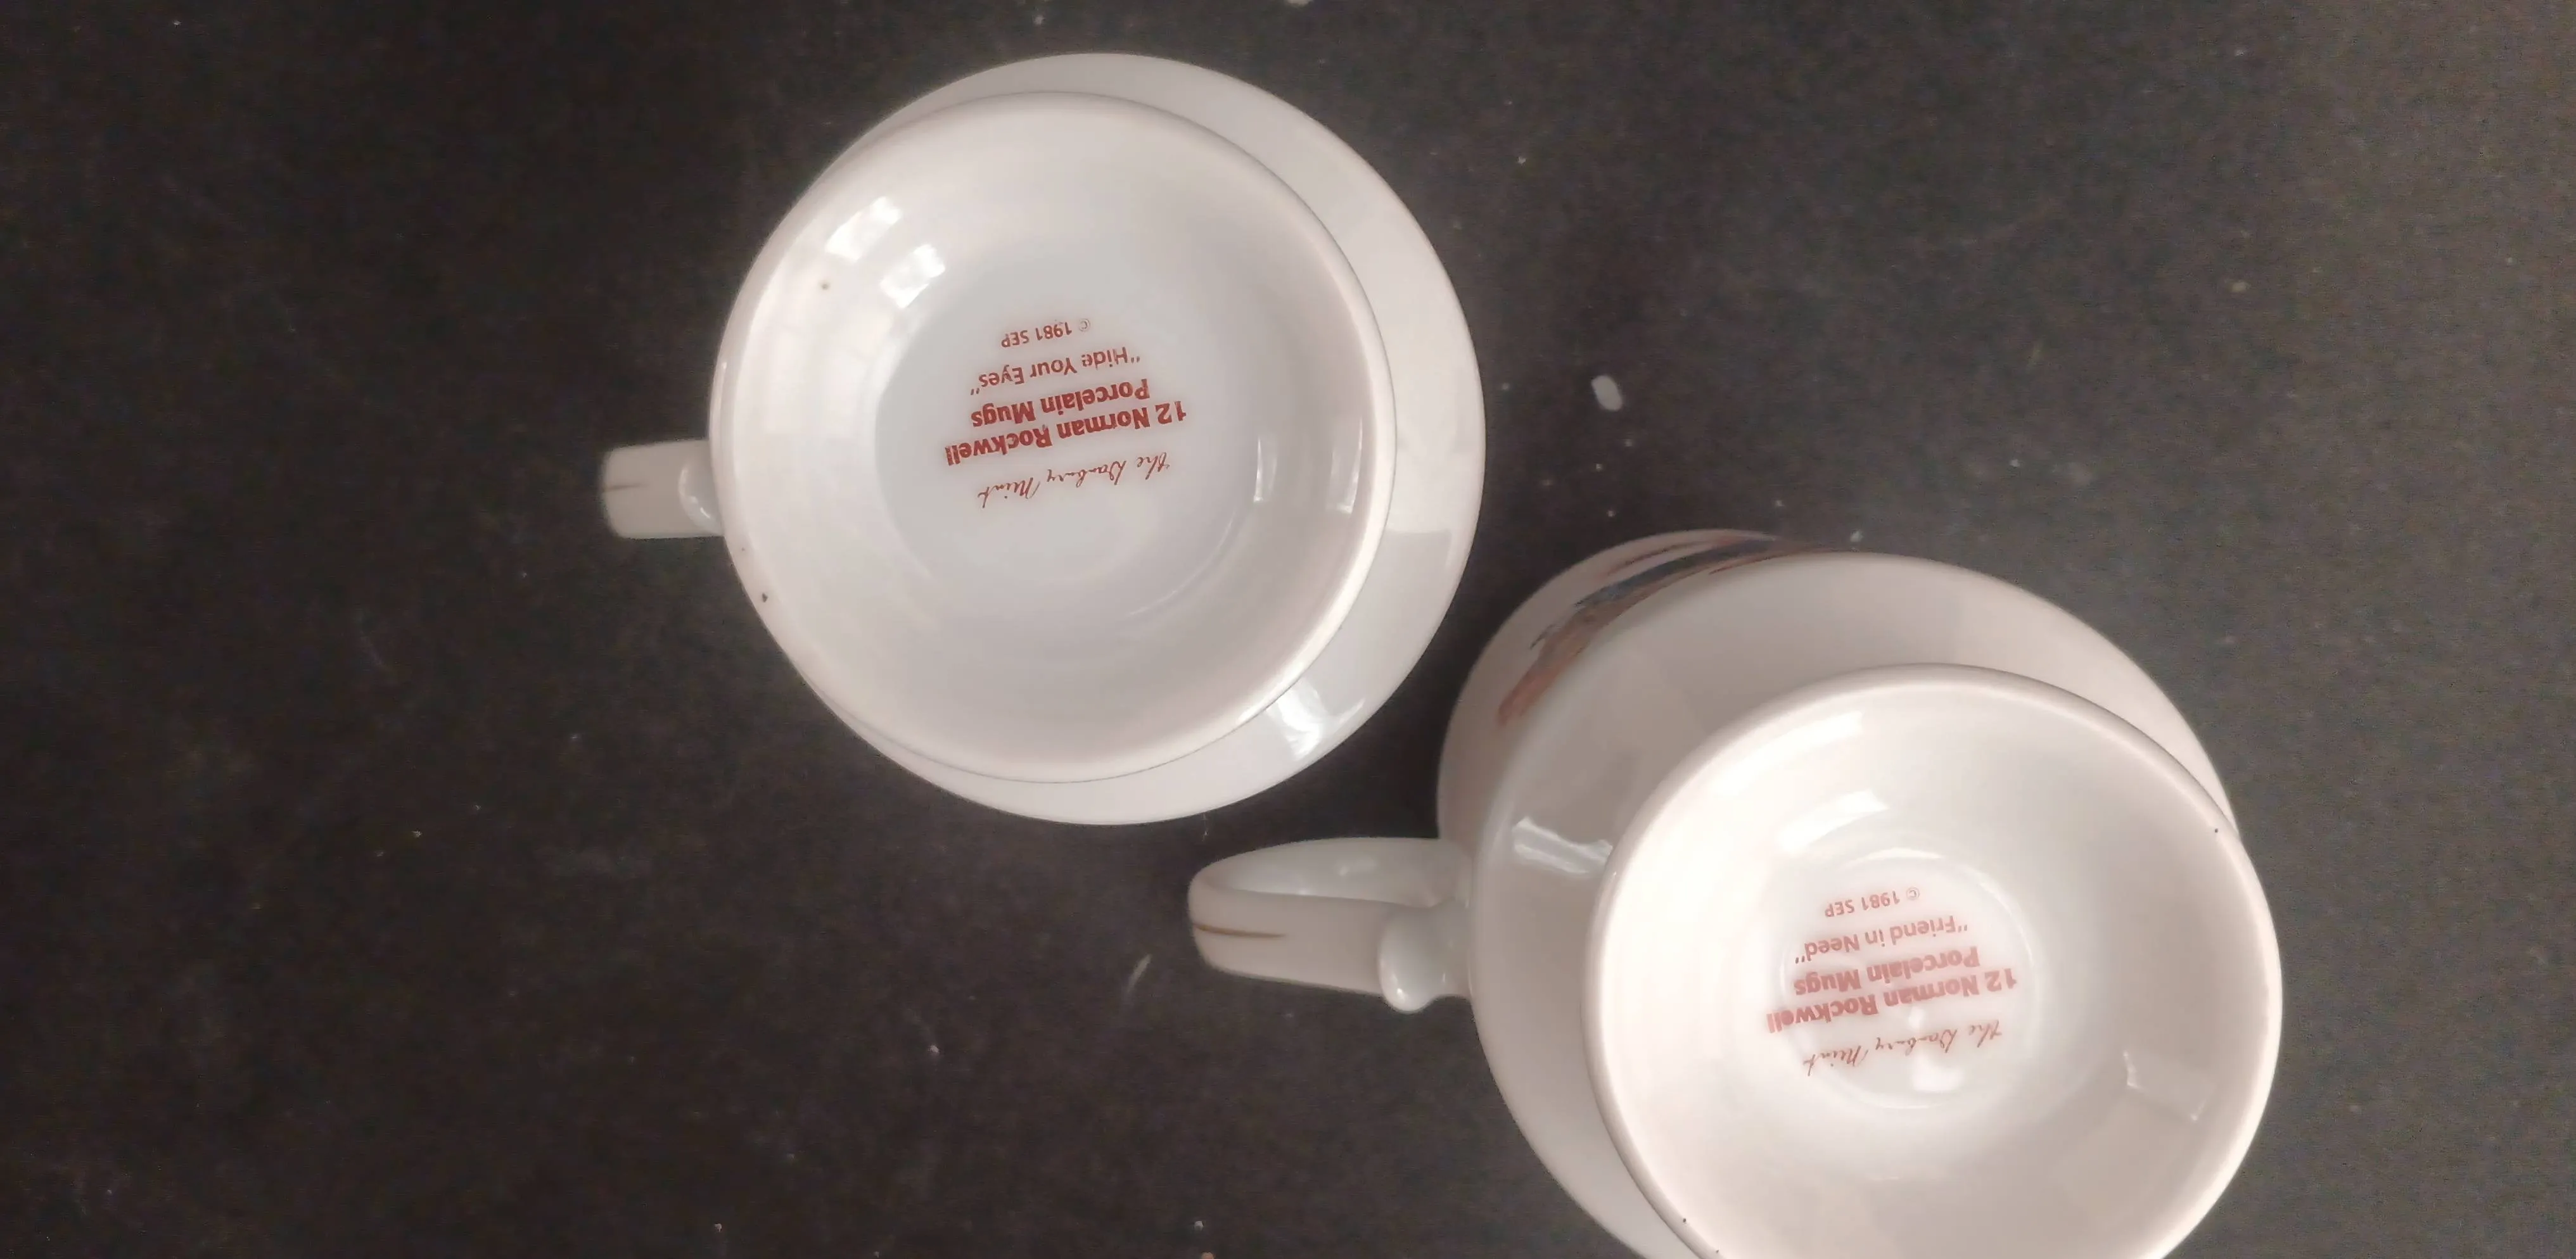 the Danbury Mint
12 Norman Rockwell
Porcelain Mugs
"Hide Your Eyes"
© 1981 SEP
the Danbury Mint
12 Norman Rockwell
Porcelain Mugs
"Friend in Need"
© 1981 SEP